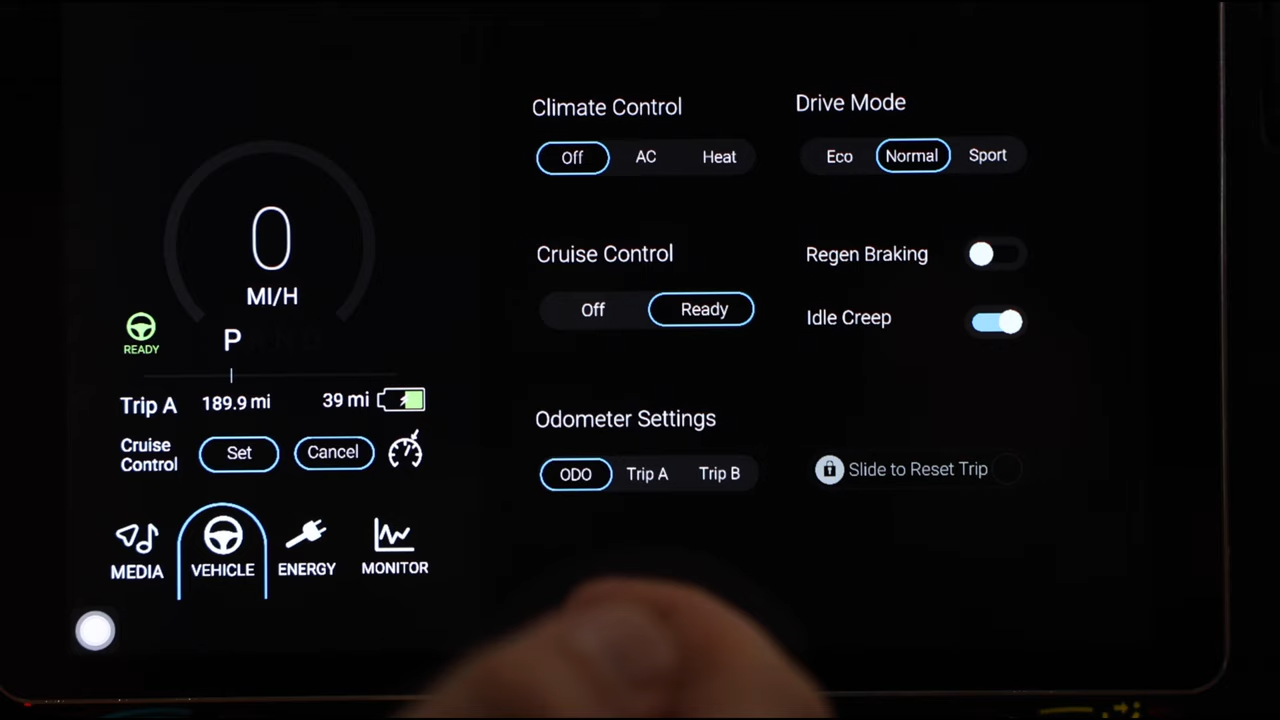 0
MI/H
READY
P
Trip A 189.9 mi 39 mi
Cruise
Control
Set Cancel
MEDIA VEHICLE ENERGY MONITOR
Climate Control
Off AC Heat
Drive Mode
Eco Normal Sport
Cruise Control
Off Ready
Regen Braking
Idle Creep
Odometer Settings
ODO Trip A Trip B
Slide to Reset Trip